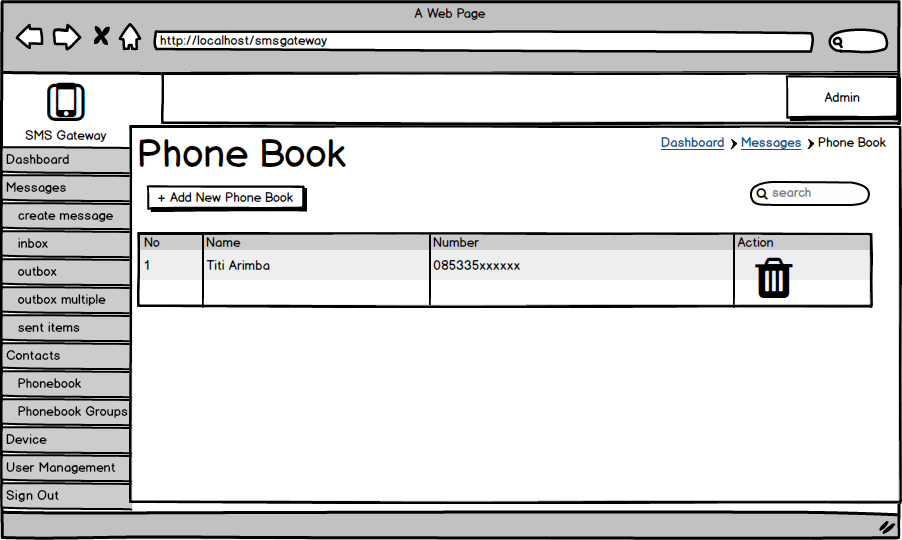 A Web Page
http://localhost/smsgateway
SMS Gateway
Admin
Dashboard
Messages
create message
inbox
outbox
outbox multiple
sent items
Contacts
Phonebook
Phonebook Groups
Device
User Management
Sign Out
Phone Book
Dashboard Messages Phone Book
+ Add New Phone Book
search
No Name Number Action
1 Titi Arimba 085335xxxxxx